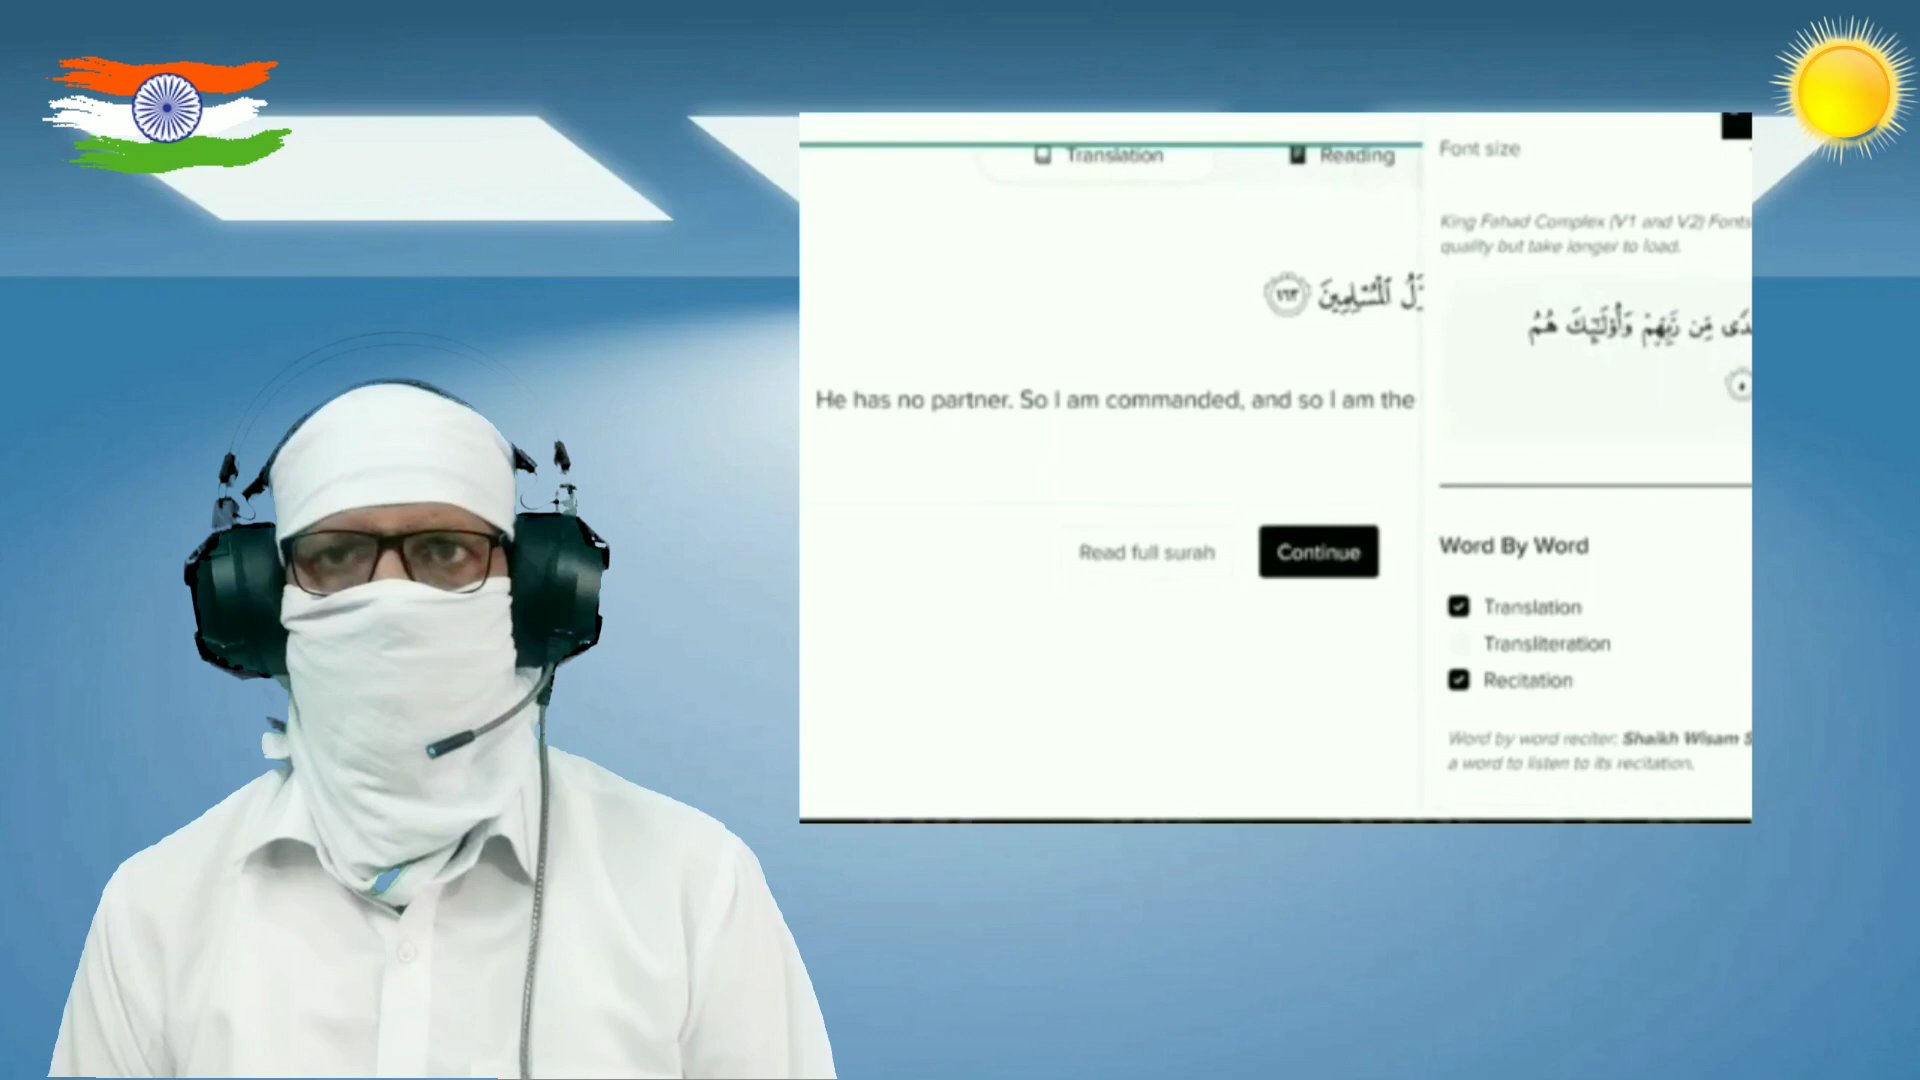 Translation
Reading
ٱلْمُسْلِمِينَ ١٦٣
He has no partner. So I am commanded, and so I am the
Read full surah
Continue
Font size
King Fahad Complex (V1 and V2) Fonts
quality but take longer to load.
مِّن رَّبِّهِمْ وَأُو۟لَـٰٓئِكَ هُمُ
٥
Word By Word
Translation
Transliteration
Recitation
Word by word reciter: Shaikh Wisam S
a word to listen to its recitation.